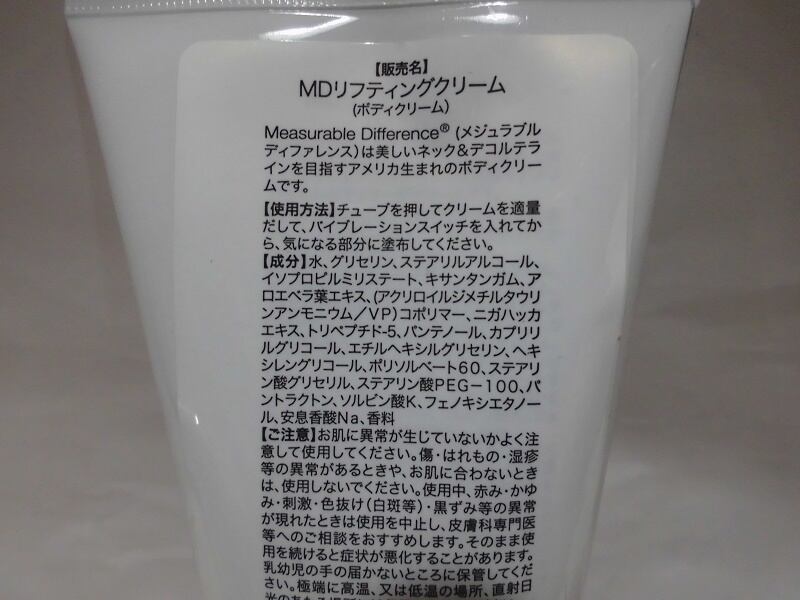 【販売名】
MDリフティングクリーム
(ボディクリーム)
Measurable Difference®(メジュラブル
ディファレンス)は美しいネック&デコルテラ
インを目指すアメリカ生まれのボディクリー
ムです。
【使用方法】チューブを押してクリームを適量
だして、バイブレーションスイッチを入れてか
ら、気になる部分に塗布してください。
【成分】水、グリセリン、ステアリルアルコール、
イソプロピルミリステート、キサンタンガム、ア
ロエベラ葉エキス、(アクリロイルジメチルタウリ
ンアンモニウム/VP)コポリマー、ニガハッカ
エキス、トリペプチド-5、パンテノール、カプリリ
ルグリコール、エチルヘキシルグリセリン、ヘキ
シレングリコール、ポリソルベート60、ステアリ
ン酸グリセリル、ステアリン酸PEG-100、パ
ントラクトン、ソルビン酸K、フェノキシエタノー
ル、安息香酸Na、香料
【ご注意】お肌に異常が生じていないかよく注
意して使用してください。傷・はれもの・湿疹
等の異常があるときや、お肌に合わないとき
は、使用しないでください。使用中、赤み・かゆ
み・刺激・色抜け(白斑等)・黒ずみ等の異常
が現れたときは使用を中止し、皮膚科専門医
等へのご相談をおすすめします。そのまま使
用を続けると症状が悪化することがあります。
乳幼児の手の届かないところに保管してくだ
さい。極端に高温、又は低温の場所、直射日
光のあたる場所に